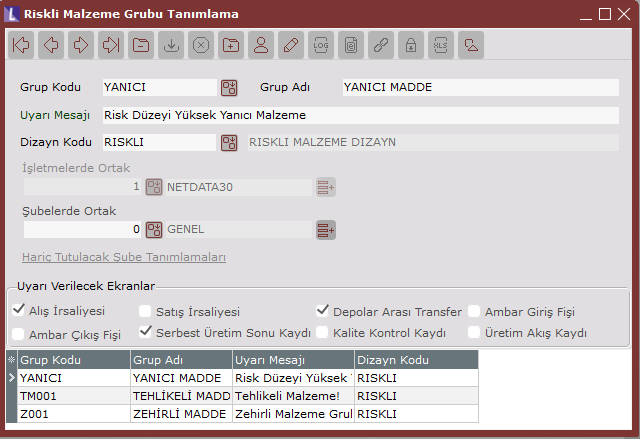 Riskli Malzeme Grubu Tanımlama
LOG
XLS
Grup Kodu YANICI Grup Adı YANICI MADDE
Uyarı Mesajı Risk Düzeyi Yüksek Yanıcı Malzeme
Dizayn Kodu RISKLI RISKLI MALZEME DIZAYN
İşletmelerde Ortak
1 NETDATA30
Şubelerde Ortak
0 GENEL
Hariç Tutulacak Şube Tanımlamaları
Uyarı Verilecek Ekranlar
Alış İrsaliyesi Satış İrsaliyesi Depolar Arası Transfer Ambar Giriş Fişi
Ambar Çıkış Fişi Serbest Üretim Sonu Kaydı Kalite Kontrol Kaydı Üretim Akış Kaydı
Grup Kodu Grup Adı Uyarı Mesajı Dizayn Kodu
YANICI YANICI MADDE Risk Düzeyi Yüksek RISKLI
TM001 TEHLİKELİ MADD Tehlikeli Malzeme! RISKLI
Z001 ZEHİRLİ MADDE Zehirli Malzeme Grul RISKLI